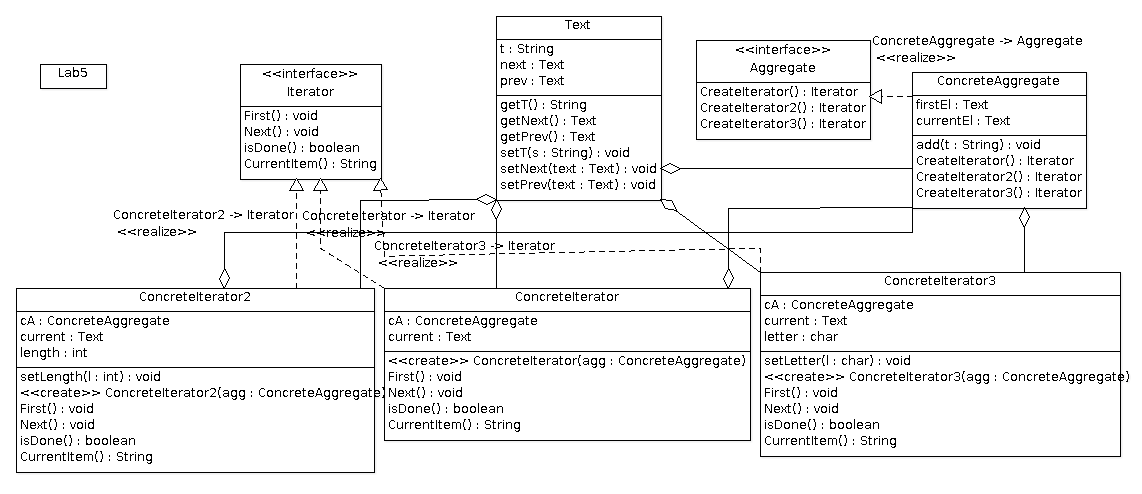 Lab5
<<interface>>
Iterator
First() : void
Next() : void
isDone() : boolean
CurrentItem() : String
Text
t : String
next : Text
prev : Text
getT() : String
getNext() : Text
getPrev() : Text
setT(s : String) : void
setNext(text : Text) : void
setPrev(text : Text) : void
<<interface>>
Aggregate
CreateIterator() : Iterator
CreateIterator2() : Iterator
CreateIterator3() : Iterator
ConcreteAggregate -> Aggregate
<<realize>>
ConcreteAggregate
firstEl : Text
currentEl : Text
add(t : String) : void
CreateIterator() : Iterator
CreateIterator2() : Iterator
CreateIterator3() : Iterator
ConcreteIterator2 -> Iterator
<<realize>>
ConcreteIterator -> Iterator
<<realize>>
ConcreteIterator3 -> Iterator
<<realize>>
ConcreteIterator2
cA : ConcreteAggregate
current : Text
length : int
setLength(l : int) : void
<<create>> ConcreteIterator2(agg : ConcreteAggregate)
First() : void
Next() : void
isDone() : boolean
CurrentItem() : String
ConcreteIterator
cA : ConcreteAggregate
current : Text
<<create>> ConcreteIterator(agg : ConcreteAggregate)
First() : void
Next() : void
isDone() : boolean
CurrentItem() : String
ConcreteIterator3
cA : ConcreteAggregate
current : Text
letter : char
setLetter(l : char) : void
<<create>> ConcreteIterator3(agg : ConcreteAggregate)
First() : void
Next() : void
isDone() : boolean
CurrentItem() : String